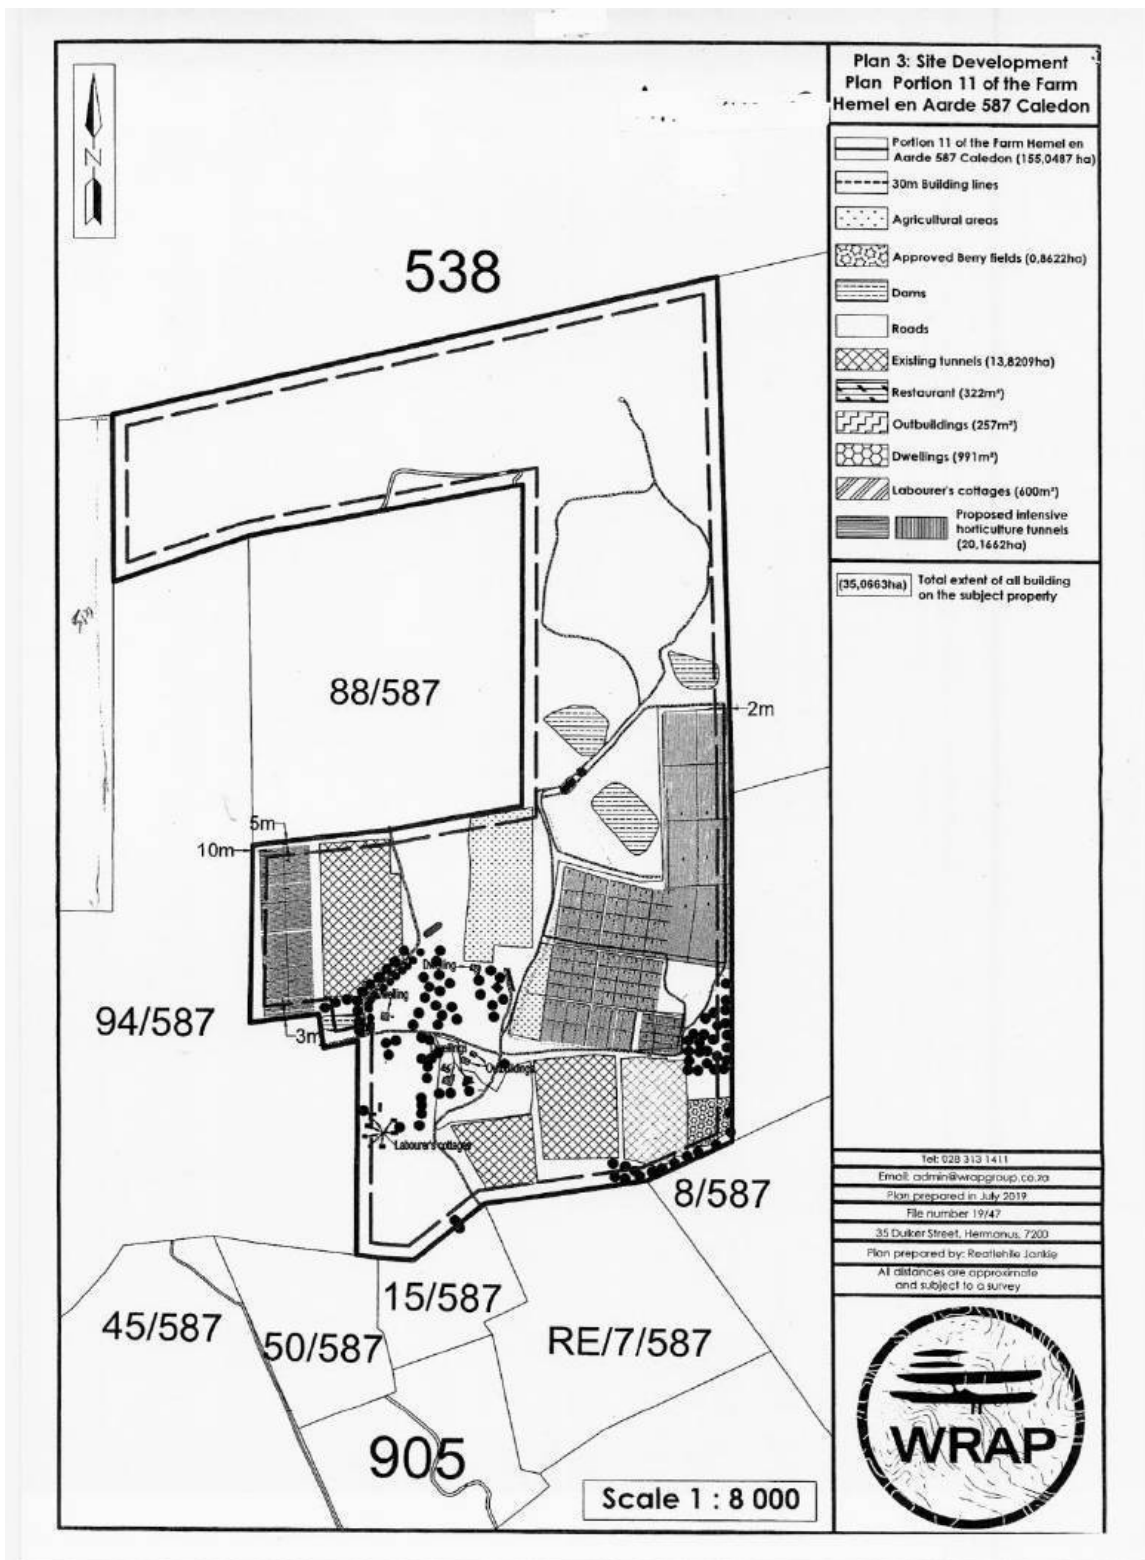 Plan 3: Site Development
Plan Portion 11 of the Farm
Hemel en Aarde 587 Caledon
Portion 11 of the Farm Hemel en
Aarde 587 Caledon (155,0487 ha)
30m Building lines
Agricultural areas
Approved Berry fields (0,8622ha)
Dams
Roads
Existing tunnels (13,8209ha)
Restaurant (322m²)
Outbuildings (257m²)
Dwellings (991m²)
Labourer's cottages (600m²)
Proposed intensive
horticulture tunnels
(20,1662ha)
(35,0663ha)
Total extent of all building
on the subject property
N
538
88/587
2m
5m
10m
Dwelling
Dwelling
94/587
3m
Dwellings
Outbuildings
Labourer's cottages
8/587
15/587
45/587
50/587
RE/7/587
905
Scale 1 : 8 000
Tel: 028 313 1411
Email: admin@wrapgroup.co.za
Plan prepared in July 2019
File number 19/47
35 Duiker Street, Hermanus, 7200
Plan prepared by: Reatlehile Jankie
All distances are approximate
and subject to a survey
WRAP